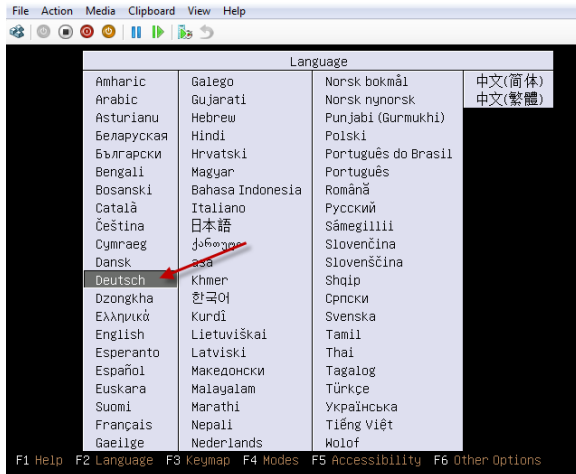 File Action Media Clipboard View Help
Language
Amharic
Arabic
Asturianu
Беларуская
Български
Bengali
Bosanski
Català
Čeština
Cymraeg
Dansk
Deutsch
Dzongkha
Ελληνικά
English
Esperanto
Español
Euskara
Suomi
Français
Gaeilge
Galego
Gujarati
Hebrew
Hindi
Hrvatski
Magyar
Bahasa Indonesia
Italiano
日本語
Khmer
한국어
Kurdî
Lietuviškai
Latviski
Македонски
Malayalam
Marathi
Nepali
Nederlands
Norsk bokmål
Norsk nynorsk
Punjabi (Gurmukhi)
Polski
Português do Brasil
Português
Română
Русский
Sámegillii
Slovenčina
Slovenščina
Shqip
Српски
Svenska
Tamil
Thai
Tagalog
Türkçe
Українська
Tiếng Việt
Wolof
中文(简体)
中文(繁體)
F1 Help F2 Language F3 Keymap F4 Modes F5 Accessibility F6 Other Options